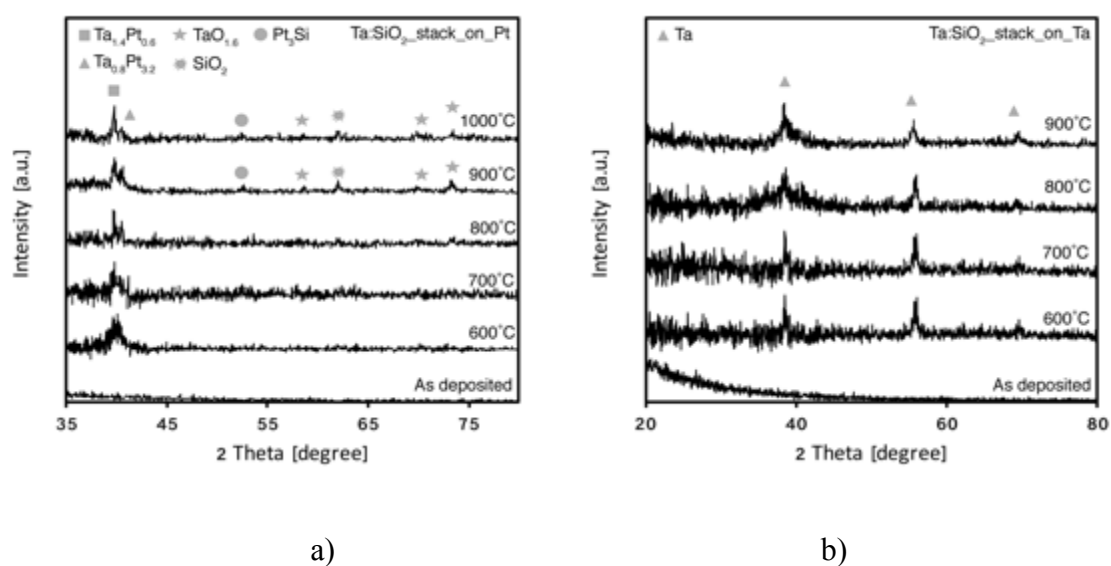 Ta₁.₄Pt₀.₆ TaO₁.₆ Pt₃Si Ta:SiO₂_stack_on_Pt
Ta₀.₈Pt₃.₂ SiO₂
1000°C
900°C
800°C
700°C
600°C
As deposited
35 45 55 65 75
2 Theta [degree]
Intensity [a.u.]
a)
Ta Ta:SiO₂_stack_on_Ta
900°C
800°C
700°C
600°C
As deposited
20 40 60 80
2 Theta [degree]
Intensity [a.u.]
b)